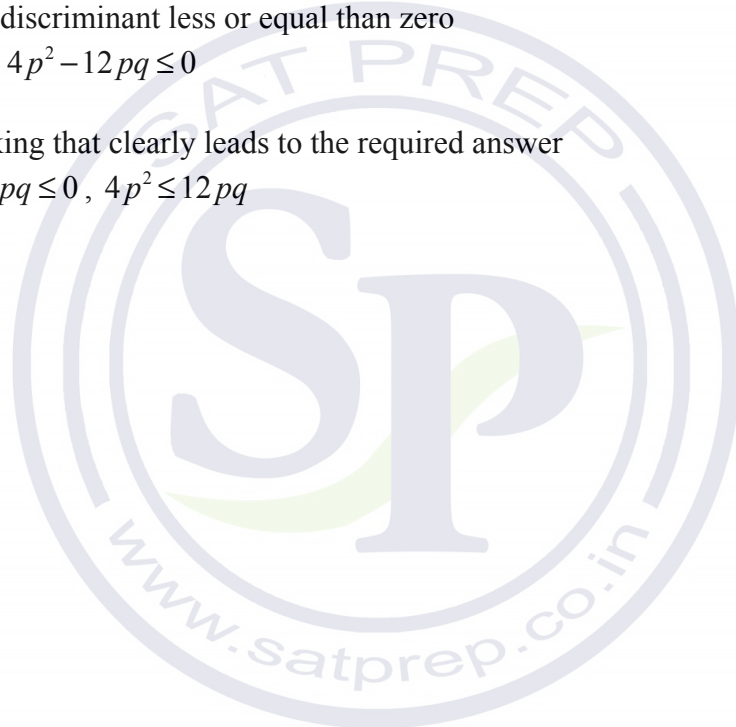 discriminant less or equal than zero
4p² − 12pq ≤ 0
ing that clearly leads to the required answer
pq ≤ 0 , 4p² ≤ 12pq
SAT PREP
SP
www.satprep.co.in